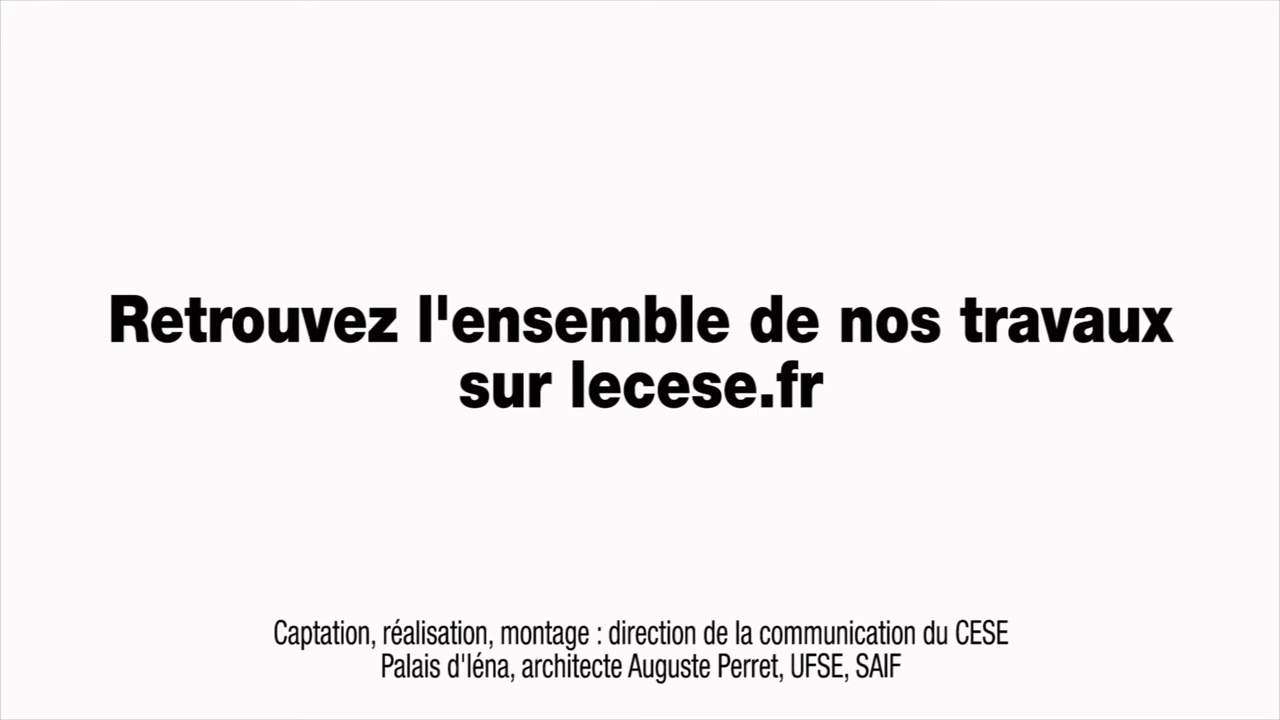 Retrouvez l'ensemble de nos travaux
sur lecese.fr
Captation, réalisation, montage : direction de la communication du CESE
Palais d'Iéna, architecte Auguste Perret, UFSE, SAIF